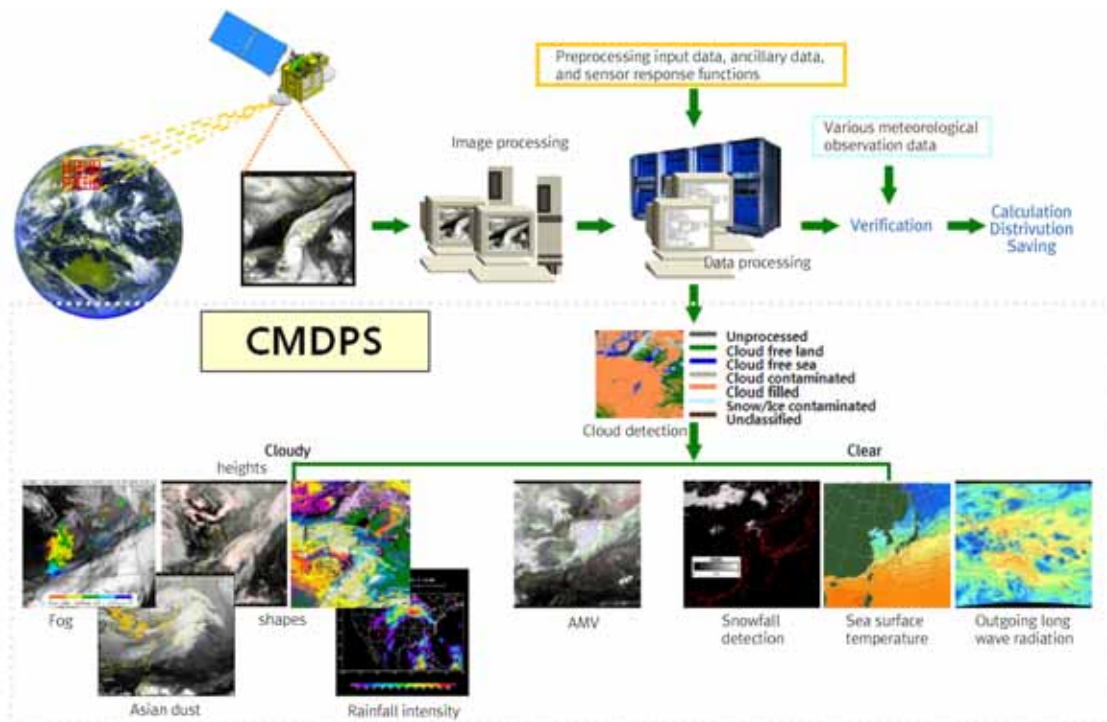 Preprocessing input data, ancillary data,
and sensor response functions
Various meteorological
observation data
Image processing
Verification
Calculation
Distrivution
Saving
Data processing
CMDPS
Unprocessed
Cloud free land
Cloud free sea
Cloud contaminated
Cloud filled
Snow/Ice contaminated
Unclassified
Cloud detection
Cloudy
Clear
heights
Fog
shapes
AMV
Snowfall
detection
Sea surface
temperature
Outgoing long
wave radiation
Asian dust
Rainfall intensity